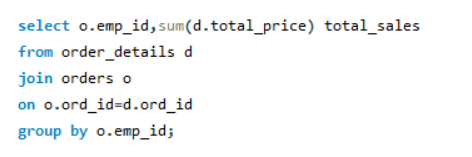 select o.emp_id,sum(d.total_price) total_sales
from order_details d
join orders o
on o.ord_id=d.ord_id
group by o.emp_id;